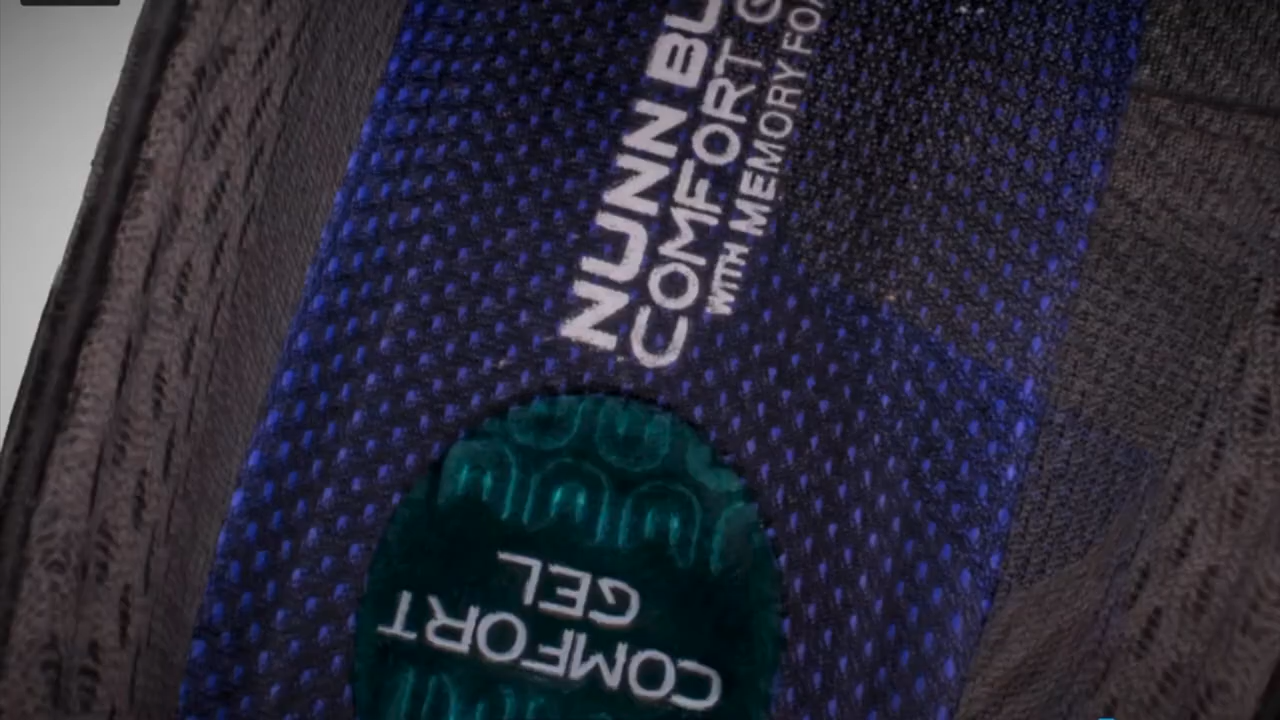 NUNN BU
COMFORT G
WITH MEMORY FOA
COMFORT
GEL